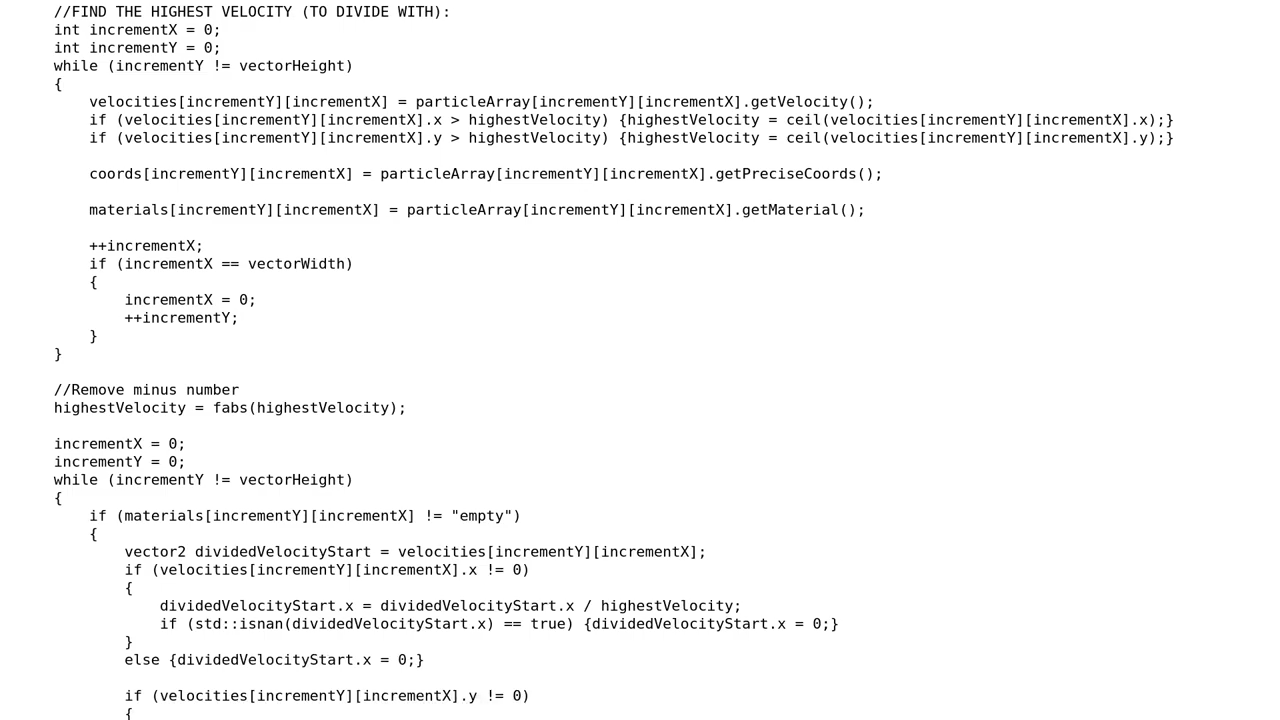 //FIND THE HIGHEST VELOCITY (TO DIVIDE WITH):
int incrementX = 0;
int incrementY = 0;
while (incrementY != vectorHeight)
{
    velocities[incrementY][incrementX] = particleArray[incrementY][incrementX].getVelocity();
    if (velocities[incrementY][incrementX].x > highestVelocity) {highestVelocity = ceil(velocities[incrementY][incrementX].x);}
    if (velocities[incrementY][incrementX].y > highestVelocity) {highestVelocity = ceil(velocities[incrementY][incrementX].y);}

    coords[incrementY][incrementX] = particleArray[incrementY][incrementX].getPreciseCoords();

    materials[incrementY][incrementX] = particleArray[incrementY][incrementX].getMaterial();

    ++incrementX;
    if (incrementX == vectorWidth)
    {
        incrementX = 0;
        ++incrementY;
    }
}

//Remove minus number
highestVelocity = fabs(highestVelocity);

incrementX = 0;
incrementY = 0;
while (incrementY != vectorHeight)
{
    if (materials[incrementY][incrementX] != "empty")
    {
        vector2 dividedVelocityStart = velocities[incrementY][incrementX];
        if (velocities[incrementY][incrementX].x != 0)
        {
            dividedVelocityStart.x = dividedVelocityStart.x / highestVelocity;
            if (std::isnan(dividedVelocityStart.x) == true) {dividedVelocityStart.x = 0;}
        }
        else {dividedVelocityStart.x = 0;}

        if (velocities[incrementY][incrementX].y != 0)
        {